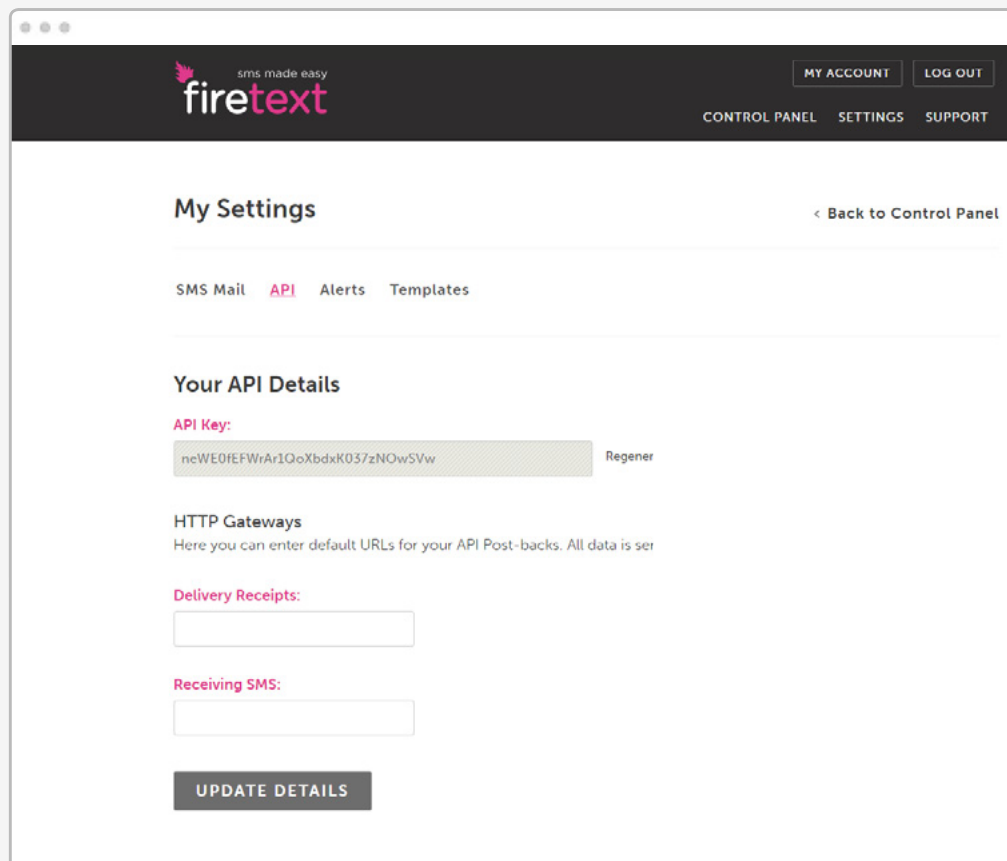 sms made easy
firetext
MY ACCOUNT
LOG OUT
CONTROL PANEL SETTINGS SUPPORT
My Settings
< Back to Control Panel
SMS Mail API Alerts Templates
Your API Details
API Key:
neWE0fEFWrAr1QoXbdxK037zNOwSVw
Regener
HTTP Gateways
Here you can enter default URLs for your API Post-backs. All data is ser
Delivery Receipts:
Receiving SMS:
UPDATE DETAILS